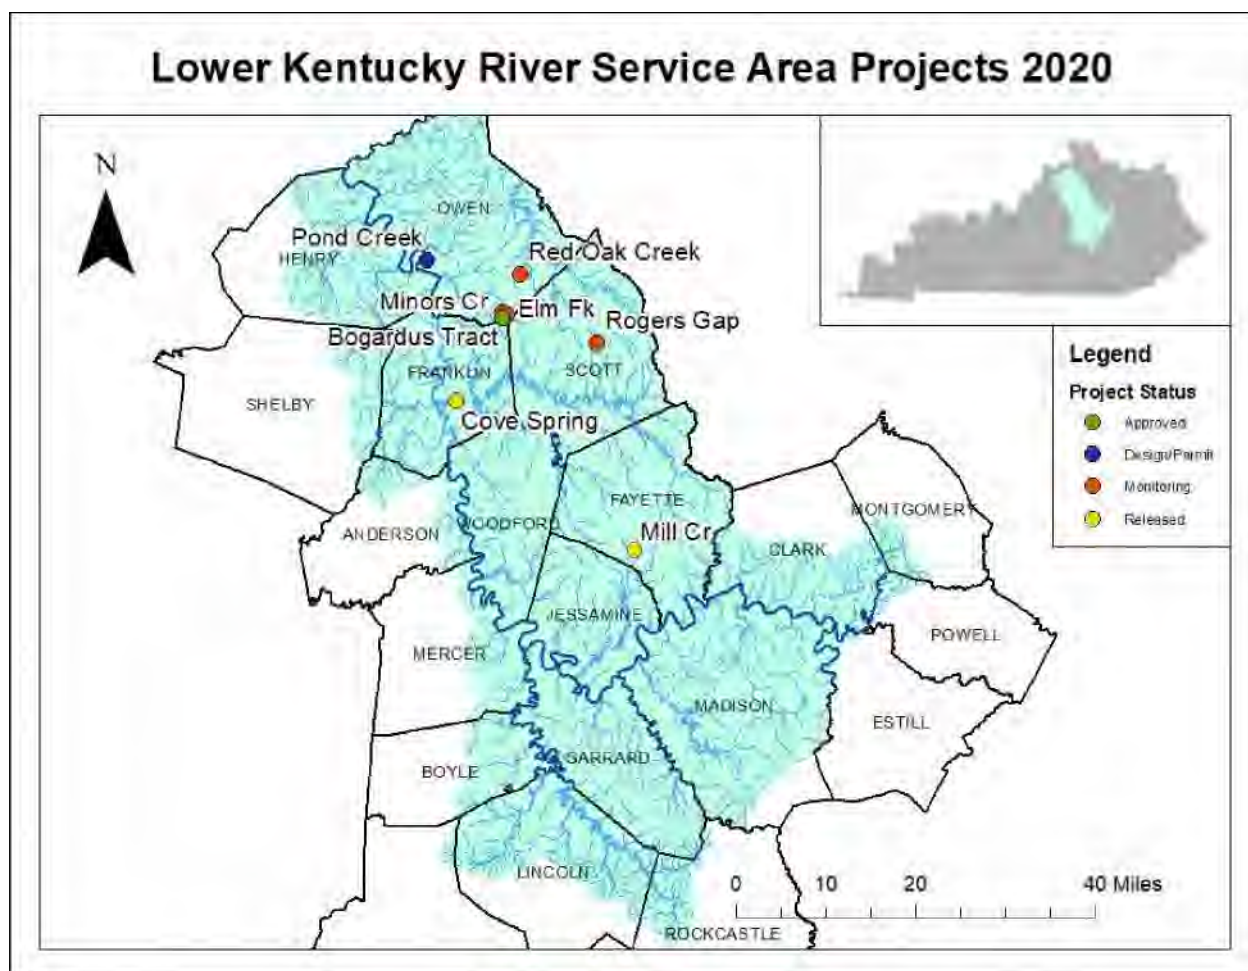 Lower Kentucky River Service Area Projects 2020
N
OWEN
Pond Creek
HENRY
Red Oak Creek
Minors Cr
Elm Fk
Rogers Gap
Bogardus Tract
FRANKLIN
SCOTT
SHELBY
Cove Spring
FAYETTE
MONTGOMERY
ANDERSON
WOODFORD
Mill Cr
CLARK
JESSAMINE
POWELL
MERCER
MADISON
ESTILL
GARRARD
BOYLE
LINCOLN
ROCKCASTLE
Legend
Project Status
Approved
Design/Permit
Monitoring
Released
0 10 20 40 Miles